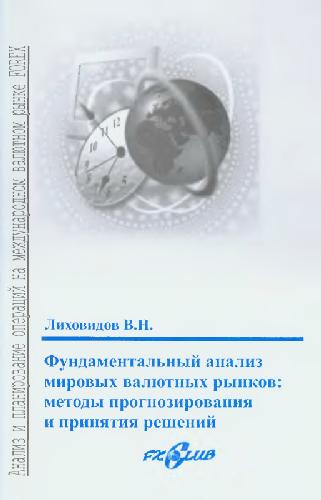 Анализ и планирование операций на международном валютном рынке FOREX
Лиховидов В.Н.
Фундаментальный анализ
мировых валютных рынков:
методы прогнозирования
и принятия решений
FX CLUB